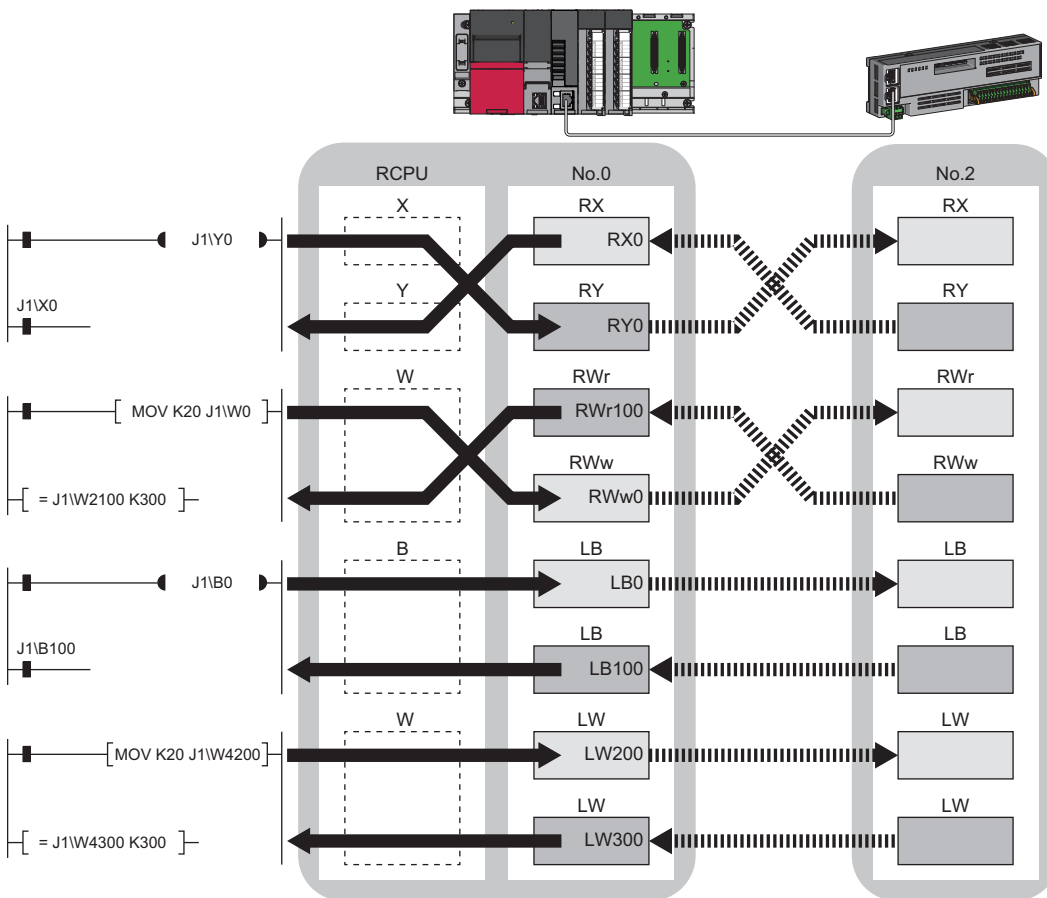 RCPU No.0 No.2
X RX RX
J1\Y0 RX0
J1\X0
Y RY RY
RY0
W RWr RWr
MOV K20 J1\W0 RWr100
RWw RWw
= J1\W2100 K300 RWw0
B LB LB
J1\B0 LB0
J1\B100
LB LB
LB100
W LW LW
MOV K20 J1\W4200 LW200
LW LW
= J1\W4300 K300 LW300